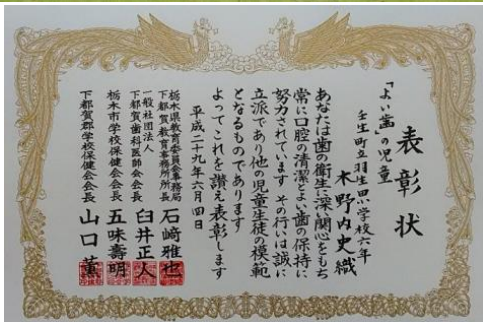 表彰状
「よい歯」の児童
壬生町立羽生田小学校六年
木野内史織
あなたは歯の衛生に深い関心をもち
常に口腔の清潔とよい歯の保持に
努力されています その行いは誠に
立派であり他の児童生徒の模範
となるものであります
よってこれを讃え表彰します
平成二十九年六月四日
栃木県教育委員会事務局
下都賀教育事務所所長 石﨑雅也
一般社団法人
下都賀歯科医師会会長 臼井正人
栃木市学校保健会会長 五味壽明
下都賀郡学校保健会会長 山口薫